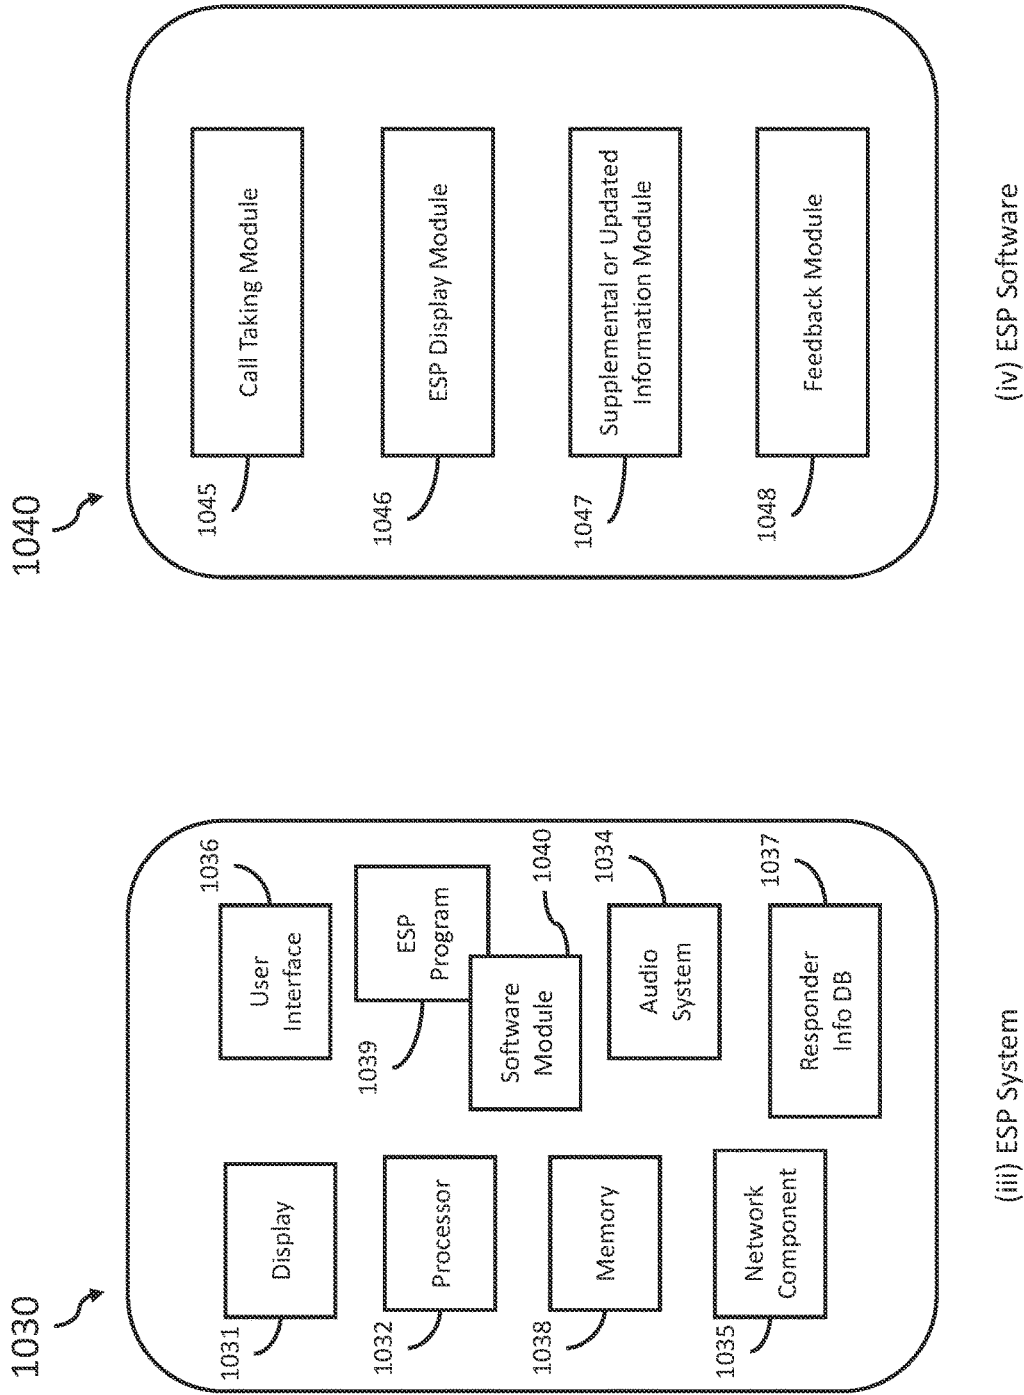 1030
1031
Display
1036
User
Interface
1032
Processor
1039
ESP
Program
Software
Module
1040
1038
Memory
1034
Audio
System
1035
Network
Component
1037
Responder
Info DB
(iii) ESP System
1040
1045
Call Taking Module
1046
ESP Display Module
1047
Supplemental or Updated
Information Module
1048
Feedback Module
(iv) ESP Software